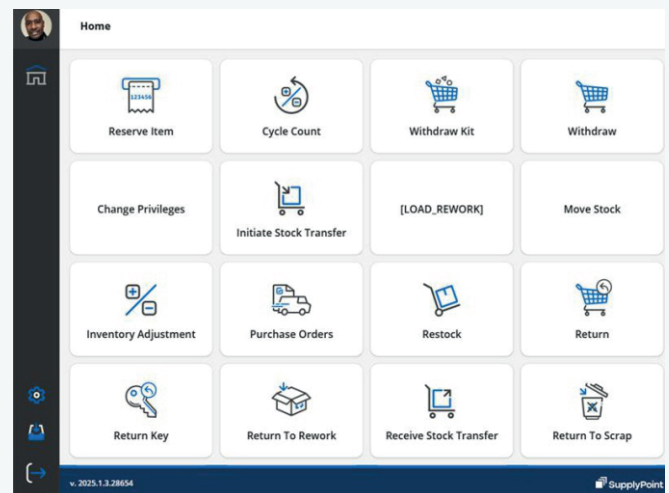 Home
123456
Reserve Item
Cycle Count
Withdraw Kit
Withdraw
Change Privileges
Initiate Stock Transfer
[LOAD_REWORK]
Move Stock
Inventory Adjustment
Purchase Orders
Restock
Return
Return Key
Return To Rework
Receive Stock Transfer
Return To Scrap
v. 2025.1.3.28654
SupplyPoint